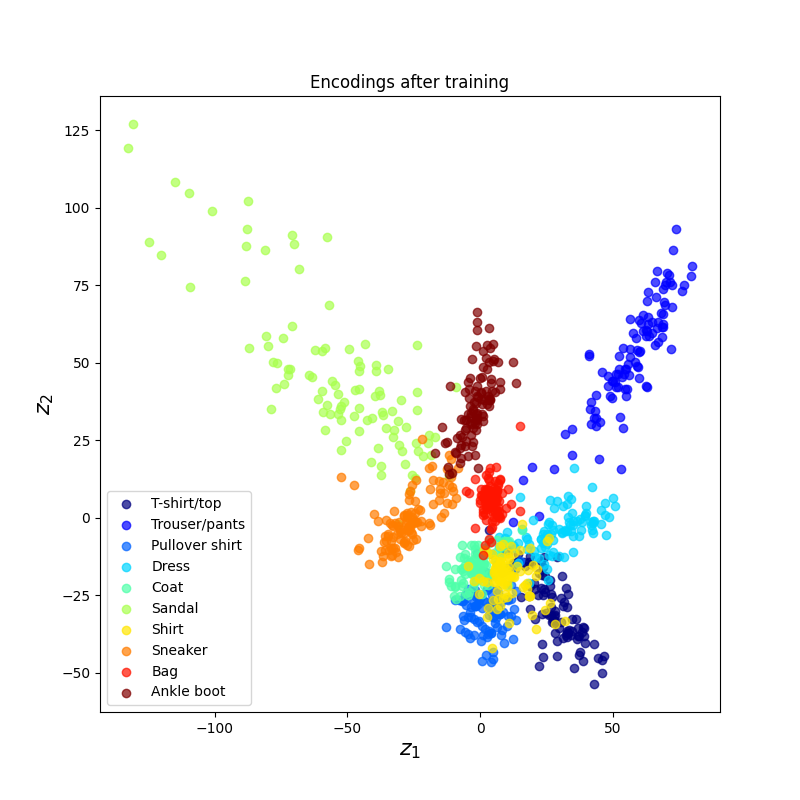 Encodings after training
z2
125
100
75
50
25
0
−25
−50
T-shirt/top
Trouser/pants
Pullover shirt
Dress
Coat
Sandal
Shirt
Sneaker
Bag
Ankle boot
−100 −50 0 50
z1